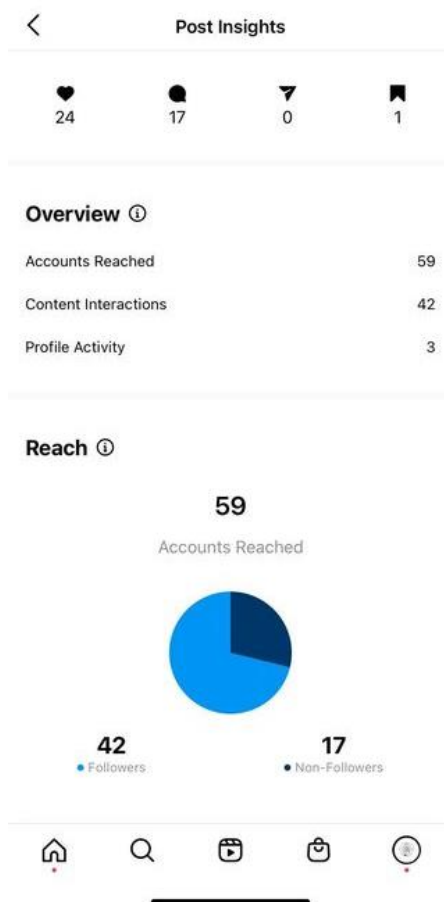 Post Insights
24 17 0 1
Overview
Accounts Reached 59
Content Interactions 42
Profile Activity 3
Reach
59
Accounts Reached
42 17
Followers Non-Followers